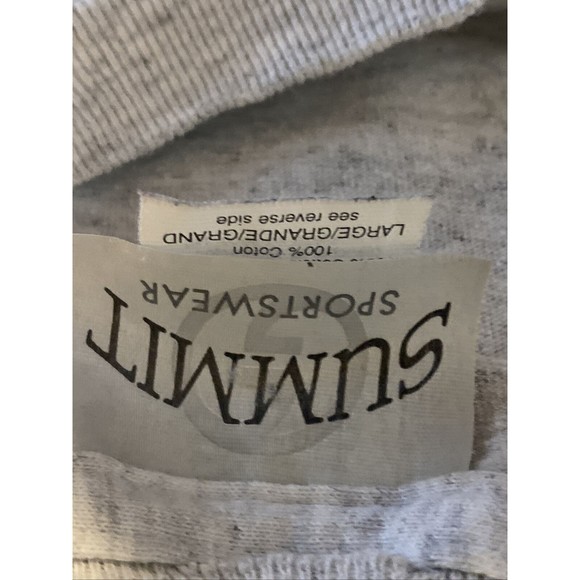 SUMMIT
SPORTSWEAR
100% Coton
LARGE/GRANDE/GRAND
see reverse side